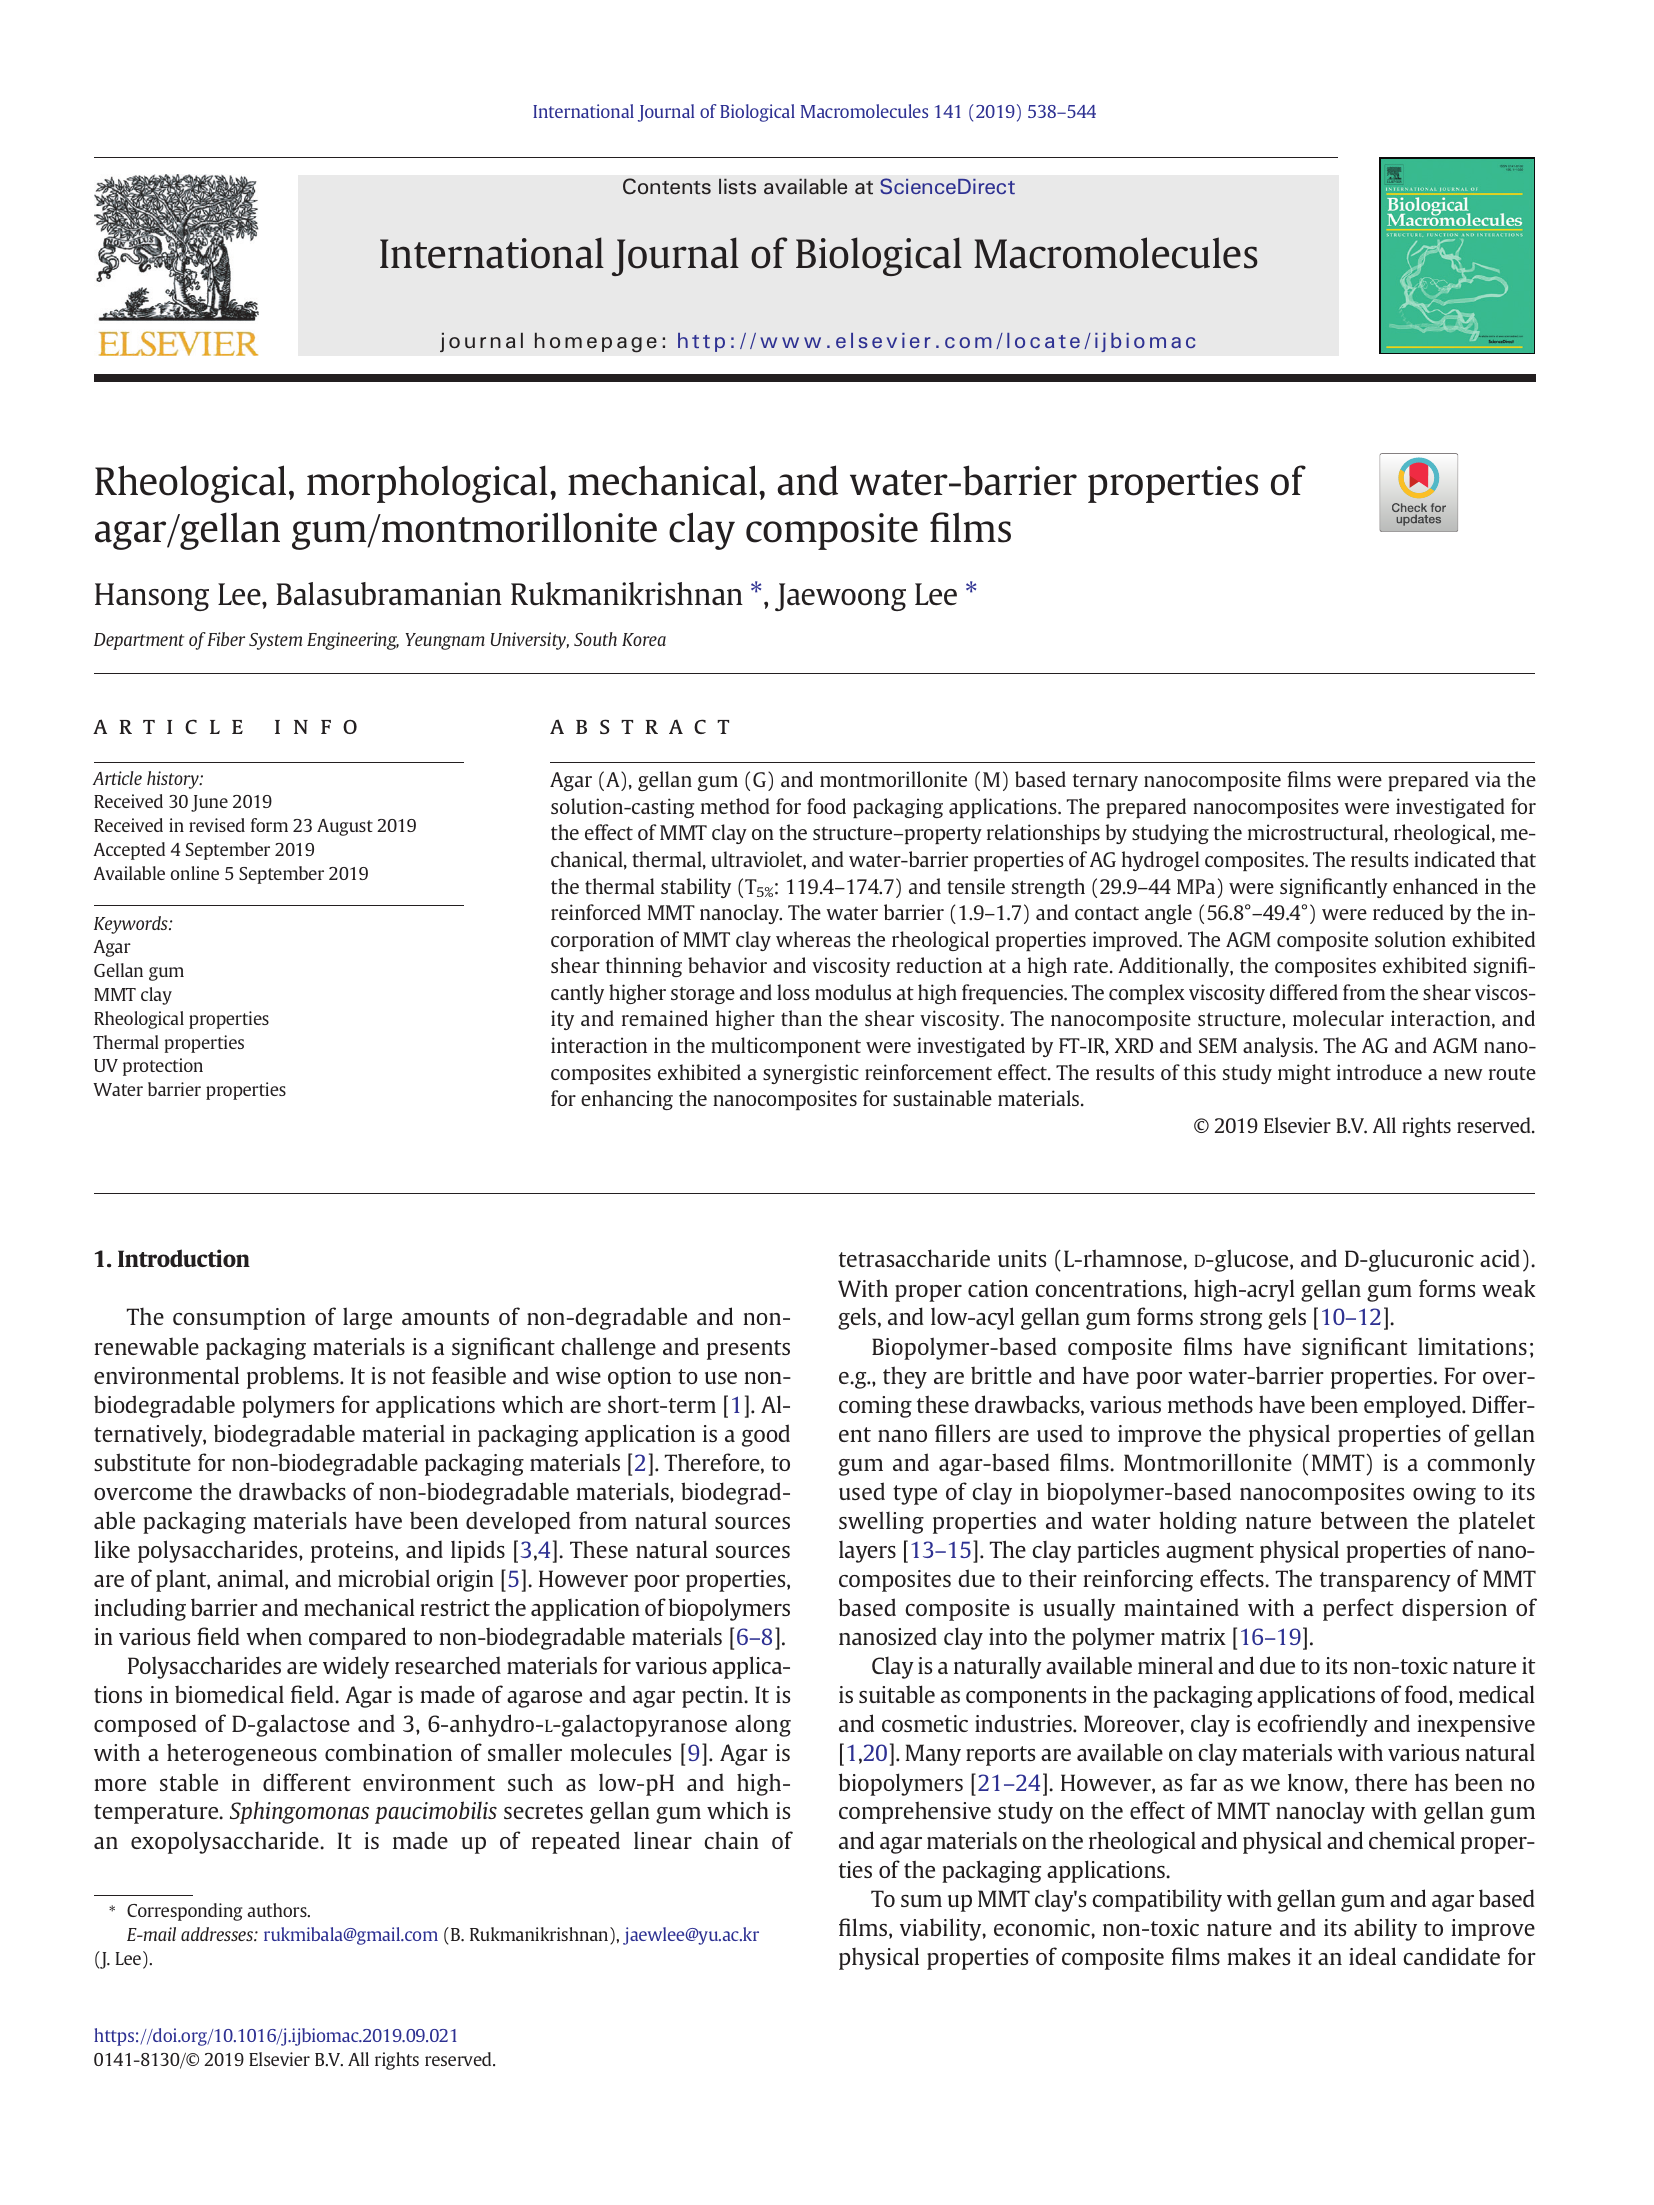 International Journal of Biological Macromolecules 141 (2019) 538–544
Contents lists available at ScienceDirect
International Journal of Biological Macromolecules
journal homepage: http://www.elsevier.com/locate/ijbiomac
ELSEVIER
INTERNATIONAL JOURNAL OF
Biological
Macromolecules
STRUCTURE, FUNCTION AND INTERACTIONS
Rheological, morphological, mechanical, and water-barrier properties of
agar/gellan gum/montmorillonite clay composite films
Check for
updates
Hansong Lee, Balasubramanian Rukmanikrishnan *, Jaewoong Lee *
Department of Fiber System Engineering, Yeungnam University, South Korea
ARTICLE INFO
Article history:
Received 30 June 2019
Received in revised form 23 August 2019
Accepted 4 September 2019
Available online 5 September 2019
Keywords:
Agar
Gellan gum
MMT clay
Rheological properties
Thermal properties
UV protection
Water barrier properties
ABSTRACT
Agar (A), gellan gum (G) and montmorillonite (M) based ternary nanocomposite films were prepared via the
solution-casting method for food packaging applications. The prepared nanocomposites were investigated for
the effect of MMT clay on the structure–property relationships by studying the microstructural, rheological, me-
chanical, thermal, ultraviolet, and water-barrier properties of AG hydrogel composites. The results indicated that
the thermal stability (T5%: 119.4–174.7) and tensile strength (29.9–44 MPa) were significantly enhanced in the
reinforced MMT nanoclay. The water barrier (1.9–1.7) and contact angle (56.8°–49.4°) were reduced by the in-
corporation of MMT clay whereas the rheological properties improved. The AGM composite solution exhibited
shear thinning behavior and viscosity reduction at a high rate. Additionally, the composites exhibited signifi-
cantly higher storage and loss modulus at high frequencies. The complex viscosity differed from the shear viscos-
ity and remained higher than the shear viscosity. The nanocomposite structure, molecular interaction, and
interaction in the multicomponent were investigated by FT-IR, XRD and SEM analysis. The AG and AGM nano-
composites exhibited a synergistic reinforcement effect. The results of this study might introduce a new route
for enhancing the nanocomposites for sustainable materials.
© 2019 Elsevier B.V. All rights reserved.
1. Introduction
The consumption of large amounts of non-degradable and non-
renewable packaging materials is a significant challenge and presents
environmental problems. It is not feasible and wise option to use non-
biodegradable polymers for applications which are short-term [1]. Al-
ternatively, biodegradable material in packaging application is a good
substitute for non-biodegradable packaging materials [2]. Therefore, to
overcome the drawbacks of non-biodegradable materials, biodegrad-
able packaging materials have been developed from natural sources
like polysaccharides, proteins, and lipids [3,4]. These natural sources
are of plant, animal, and microbial origin [5]. However poor properties,
including barrier and mechanical restrict the application of biopolymers
in various field when compared to non-biodegradable materials [6–8].
Polysaccharides are widely researched materials for various applica-
tions in biomedical field. Agar is made of agarose and agar pectin. It is
composed of D-galactose and 3, 6-anhydro-L-galactopyranose along
with a heterogeneous combination of smaller molecules [9]. Agar is
more stable in different environment such as low-pH and high-
temperature. Sphingomonas paucimobilis secretes gellan gum which is
an exopolysaccharide. It is made up of repeated linear chain of
* Corresponding authors.
E-mail addresses: rukmibala@gmail.com (B. Rukmanikrishnan), jaewlee@yu.ac.kr
(J. Lee).
tetrasaccharide units (L-rhamnose, D-glucose, and D-glucuronic acid).
With proper cation concentrations, high-acryl gellan gum forms weak
gels, and low-acyl gellan gum forms strong gels [10–12].
Biopolymer-based composite films have significant limitations;
e.g., they are brittle and have poor water-barrier properties. For over-
coming these drawbacks, various methods have been employed. Differ-
ent nano fillers are used to improve the physical properties of gellan
gum and agar-based films. Montmorillonite (MMT) is a commonly
used type of clay in biopolymer-based nanocomposites owing to its
swelling properties and water holding nature between the platelet
layers [13–15]. The clay particles augment physical properties of nano-
composites due to their reinforcing effects. The transparency of MMT
based composite is usually maintained with a perfect dispersion of
nanosized clay into the polymer matrix [16–19].
Clay is a naturally available mineral and due to its non-toxic nature it
is suitable as components in the packaging applications of food, medical
and cosmetic industries. Moreover, clay is ecofriendly and inexpensive
[1,20]. Many reports are available on clay materials with various natural
biopolymers [21–24]. However, as far as we know, there has been no
comprehensive study on the effect of MMT nanoclay with gellan gum
and agar materials on the rheological and physical and chemical proper-
ties of the packaging applications.
To sum up MMT clay's compatibility with gellan gum and agar based
films, viability, economic, non-toxic nature and its ability to improve
physical properties of composite films makes it an ideal candidate for
https://doi.org/10.1016/j.ijbiomac.2019.09.021
0141-8130/© 2019 Elsevier B.V. All rights reserved.